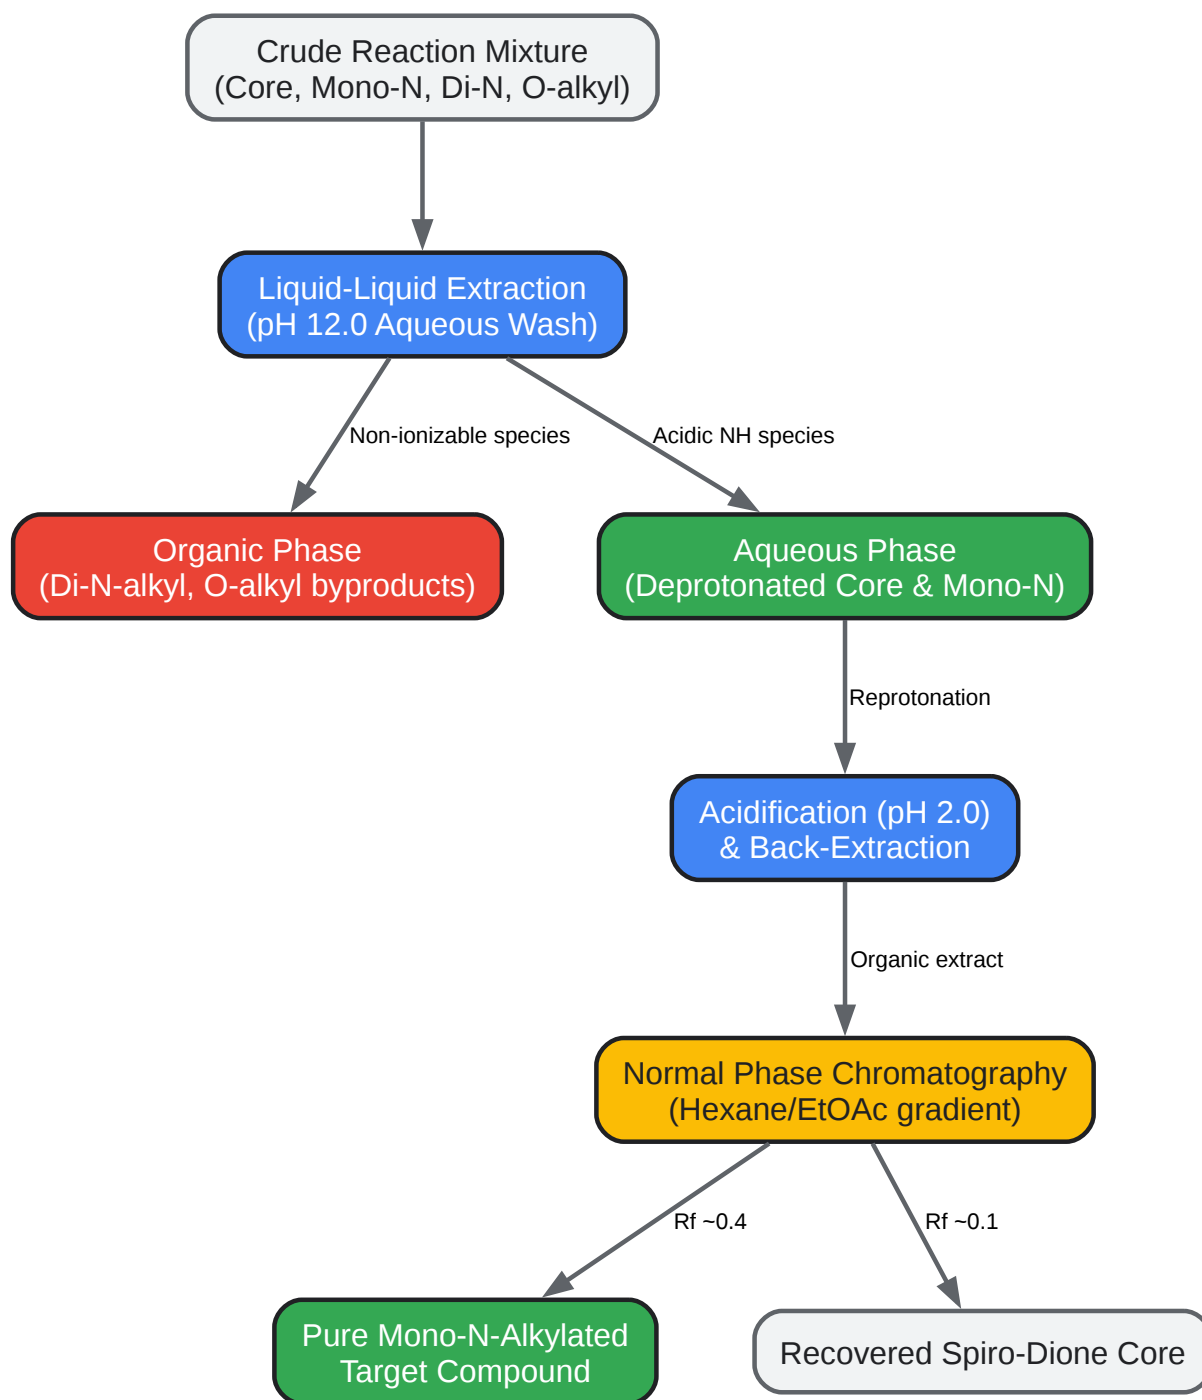 Crude Reaction Mixture
(Core, Mono-N, Di-N, O-alkyl)
Liquid-Liquid Extraction
(pH 12.0 Aqueous Wash)
Non-ionizable species
Acidic NH species
Organic Phase
(Di-N-alkyl, O-alkyl byproducts)
Aqueous Phase
(Deprotonated Core & Mono-N)
Reprotonation
Acidification (pH 2.0)
& Back-Extraction
Organic extract
Normal Phase Chromatography
(Hexane/EtOAc gradient)
Rf ~0.4
Rf ~0.1
Pure Mono-N-Alkylated
Target Compound
Recovered Spiro-Dione Core